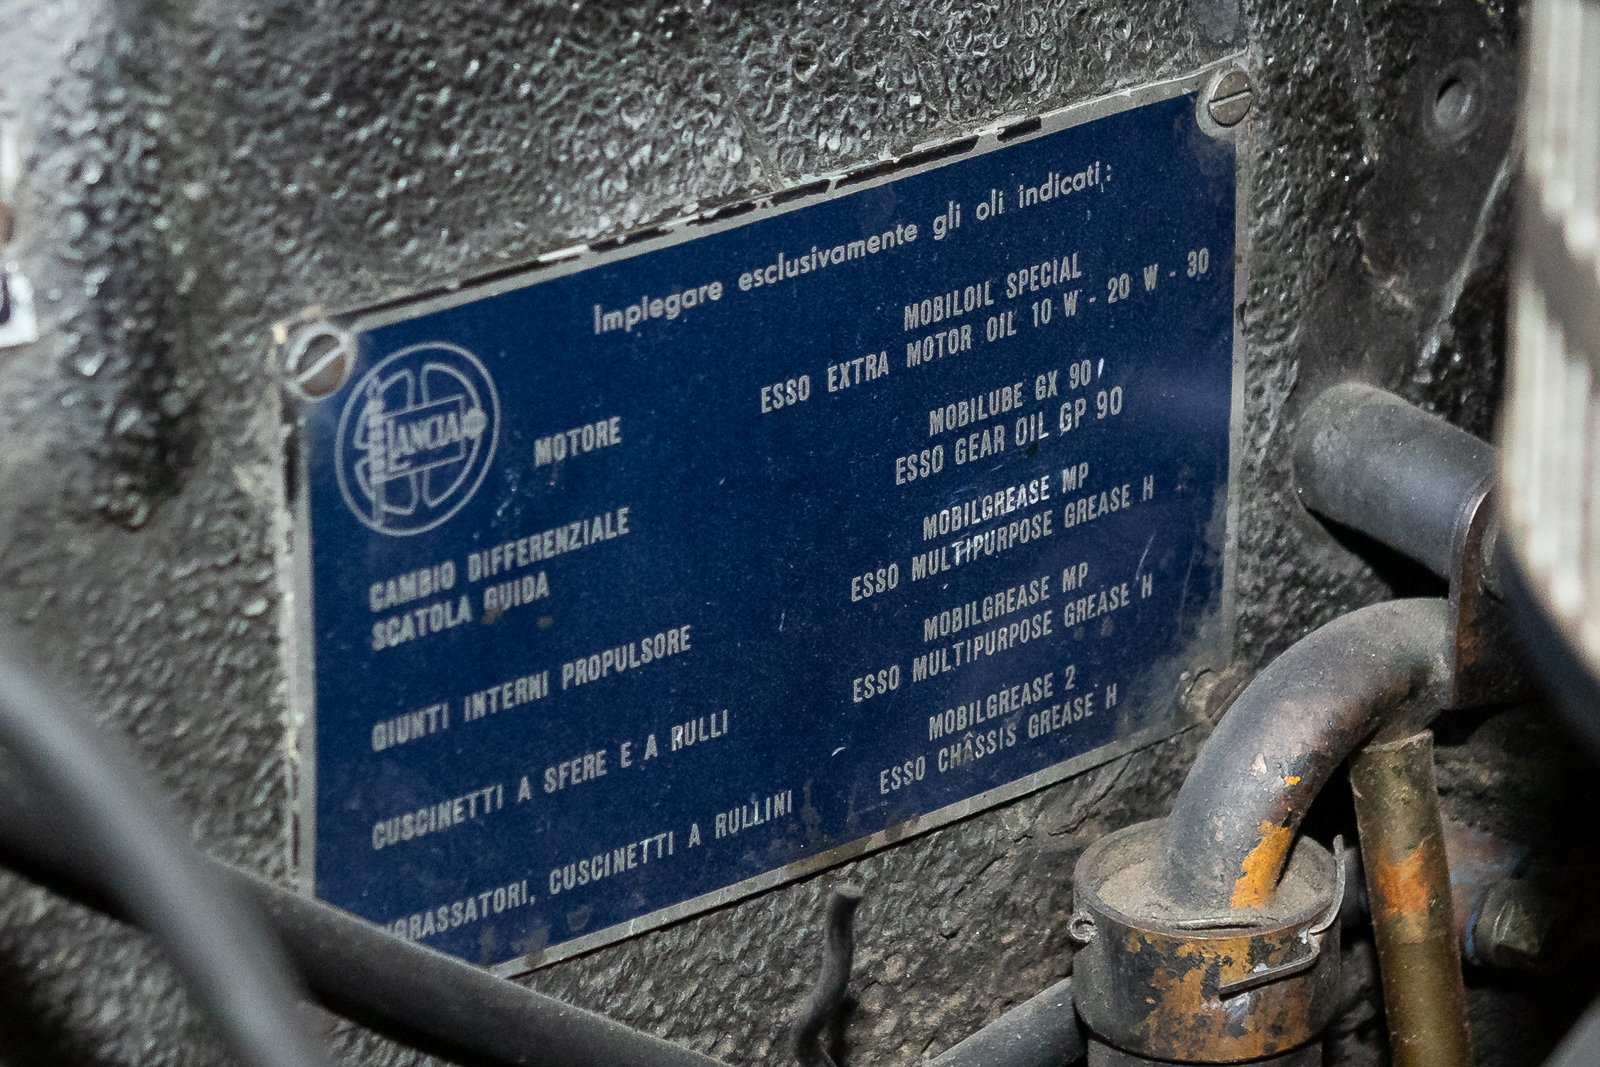 Impiegare esclusivamente gli oli indicati:
LANCIA
MOTORE
MOBILOIL SPECIAL
ESSO EXTRA MOTOR OIL 10 W - 20 W - 30
CAMBIO DIFFERENZIALE
SCATOLA GUIDA
MOBILUBE GX 90
ESSO GEAR OIL GP 90
GIUNTI INTERNI PROPULSORE
MOBILGREASE MP
ESSO MULTIPURPOSE GREASE H
CUSCINETTI A SFERE E A RULLI
MOBILGREASE MP
ESSO MULTIPURPOSE GREASE H
CUSCINETTI A RULLINI
MOBILGREASE 2
ESSO CHÂSSIS GREASE H